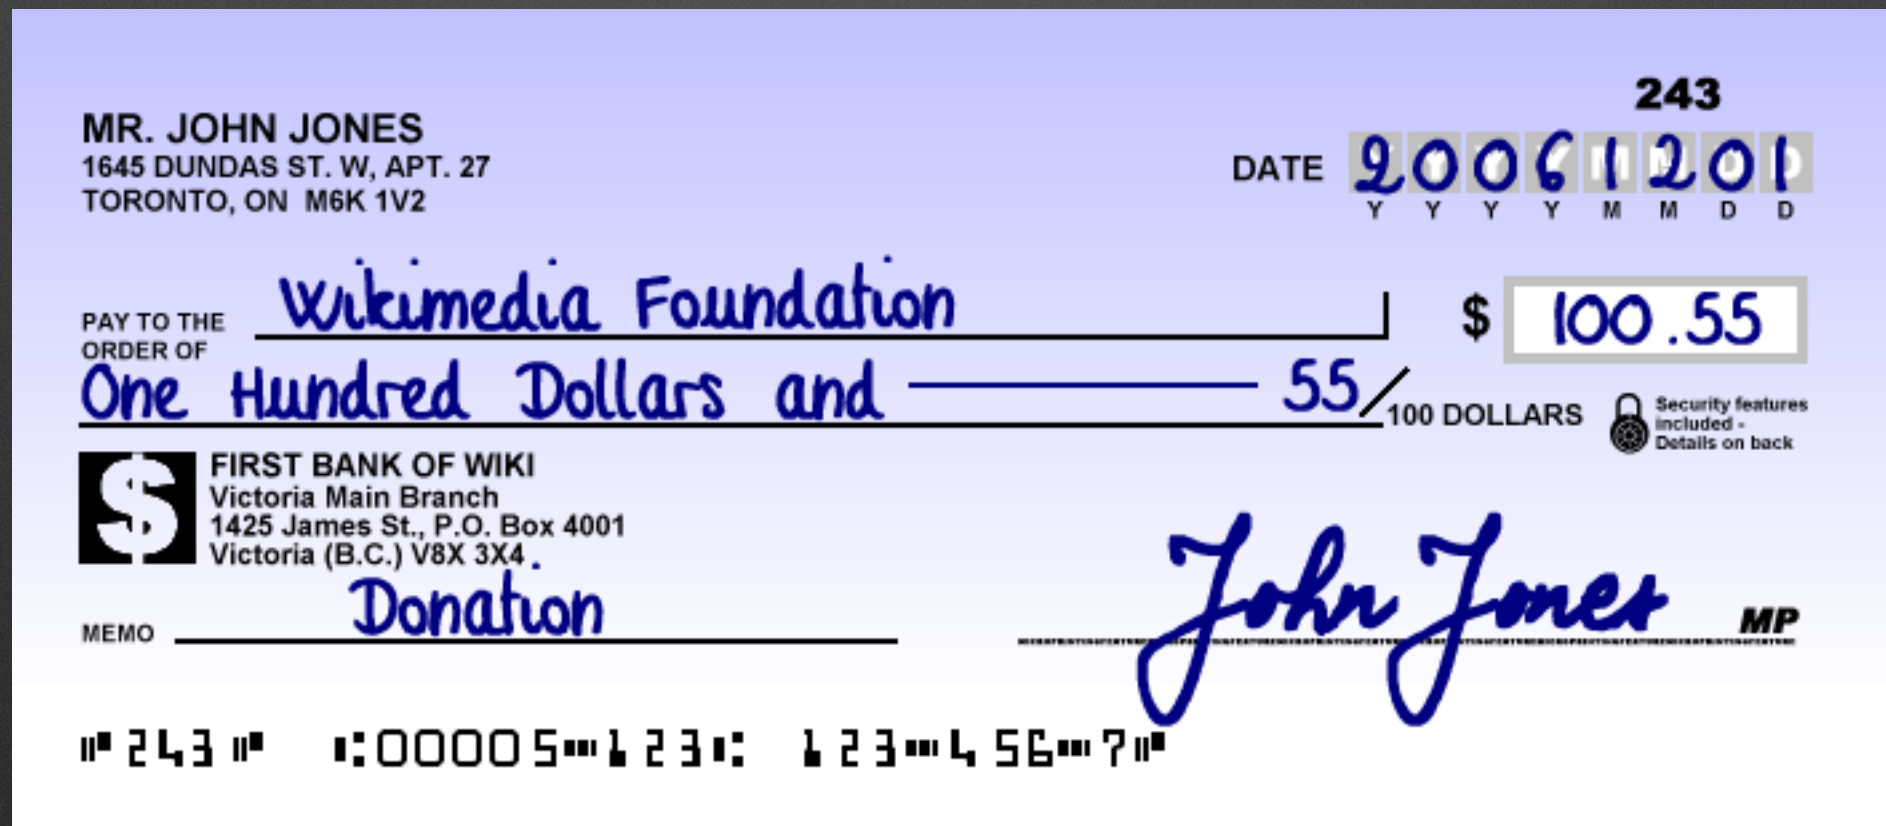 243
MR. JOHN JONES
1645 DUNDAS ST. W, APT. 27
TORONTO, ON M6K 1V2
DATE 20061201
Y Y Y Y M M D D
PAY TO THE ORDER OF Wikimedia Foundation $ 100.55
One Hundred Dollars and 55/100 DOLLARS
Security features
included -
Details on back
FIRST BANK OF WIKI
Victoria Main Branch
1425 James St., P.O. Box 4001
Victoria (B.C.) V8X 3X4
MEMO Donation
John Jones MP
⑈243⑈ ⑆00005⑉123⑆ 123⑉456⑉7⑈